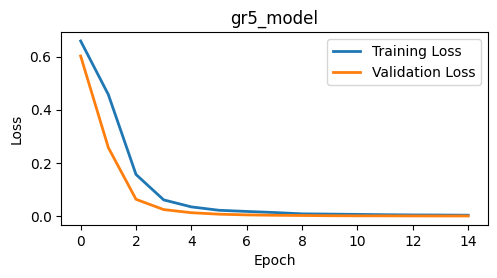 gr5_model
Training Loss
Validation Loss
0.6
0.4
0.2
0.0
Loss
0 2 4 6 8 10 12 14
Epoch